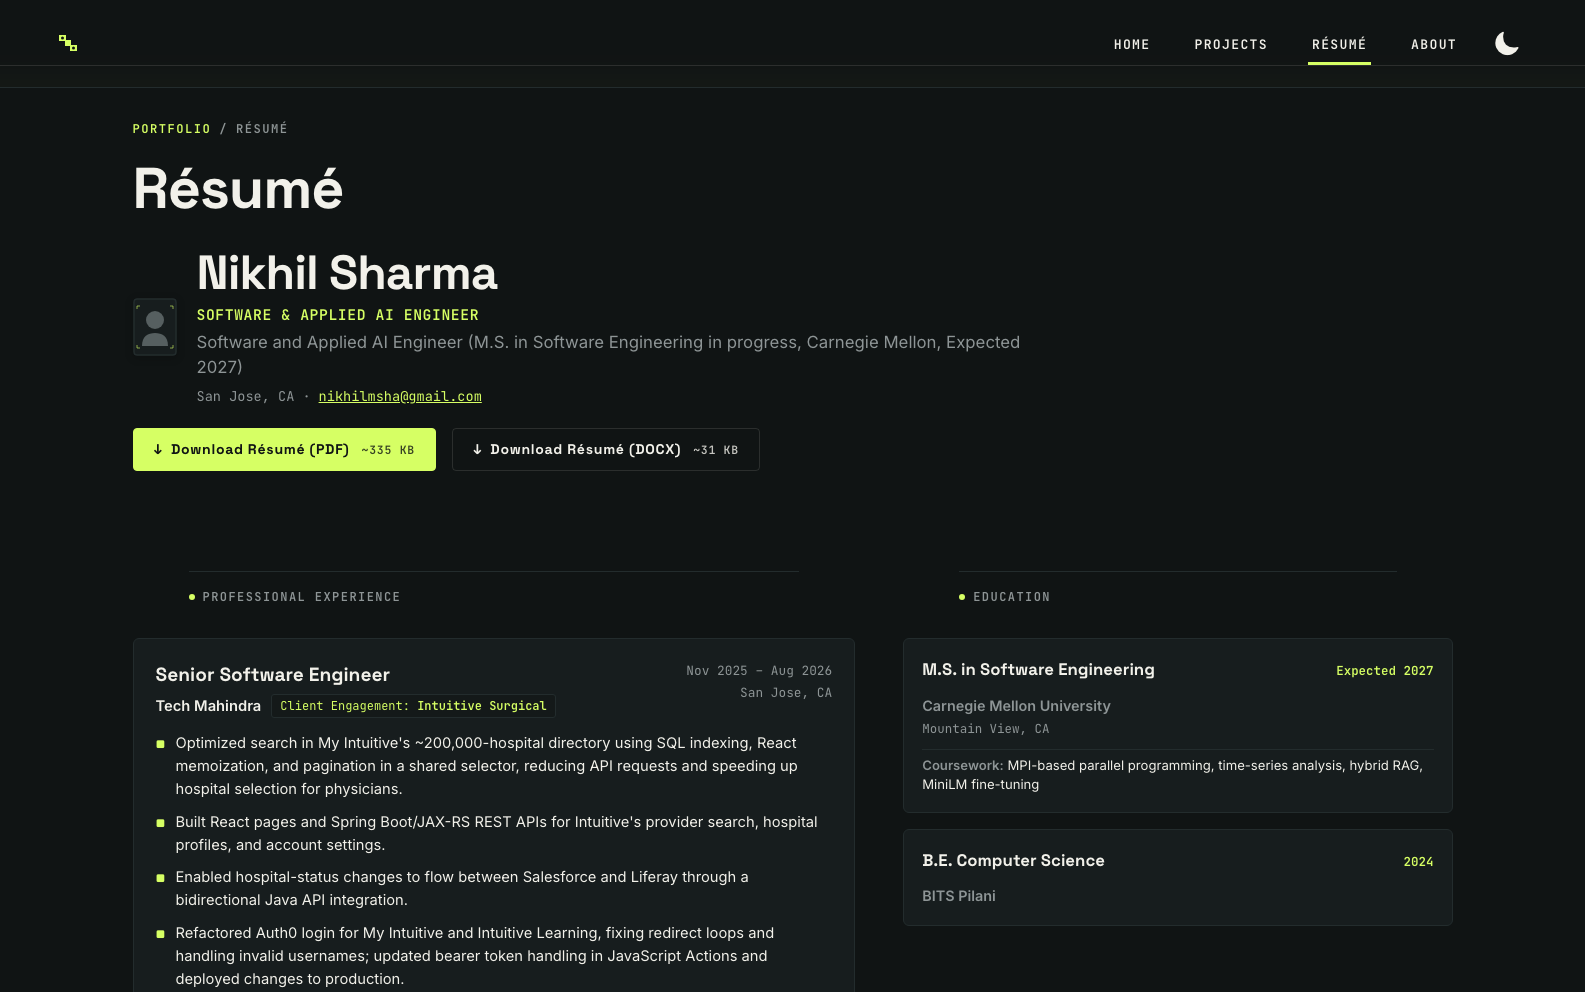 HOME PROJECTS RÉSUMÉ ABOUT
PORTFOLIO / RÉSUMÉ
Résumé
Nikhil Sharma
SOFTWARE & APPLIED AI ENGINEER
Software and Applied AI Engineer (M.S. in Software Engineering in progress, Carnegie Mellon, Expected
2027)
San Jose, CA · nikhilmsha@gmail.com
↓ Download Résumé (PDF) ~335 KB
↓ Download Résumé (DOCX) ~31 KB
PROFESSIONAL EXPERIENCE
Senior Software Engineer
Nov 2025 – Aug 2026
San Jose, CA
Tech Mahindra Client Engagement: Intuitive Surgical
Optimized search in My Intuitive's ~200,000-hospital directory using SQL indexing, React
memoization, and pagination in a shared selector, reducing API requests and speeding up
hospital selection for physicians.
Built React pages and Spring Boot/JAX-RS REST APIs for Intuitive's provider search, hospital
profiles, and account settings.
Enabled hospital-status changes to flow between Salesforce and Liferay through a
bidirectional Java API integration.
Refactored Auth0 login for My Intuitive and Intuitive Learning, fixing redirect loops and
handling invalid usernames; updated bearer token handling in JavaScript Actions and
deployed changes to production.
EDUCATION
M.S. in Software Engineering Expected 2027
Carnegie Mellon University
Mountain View, CA
Coursework: MPI-based parallel programming, time-series analysis, hybrid RAG,
MiniLM fine-tuning
B.E. Computer Science 2024
BITS Pilani